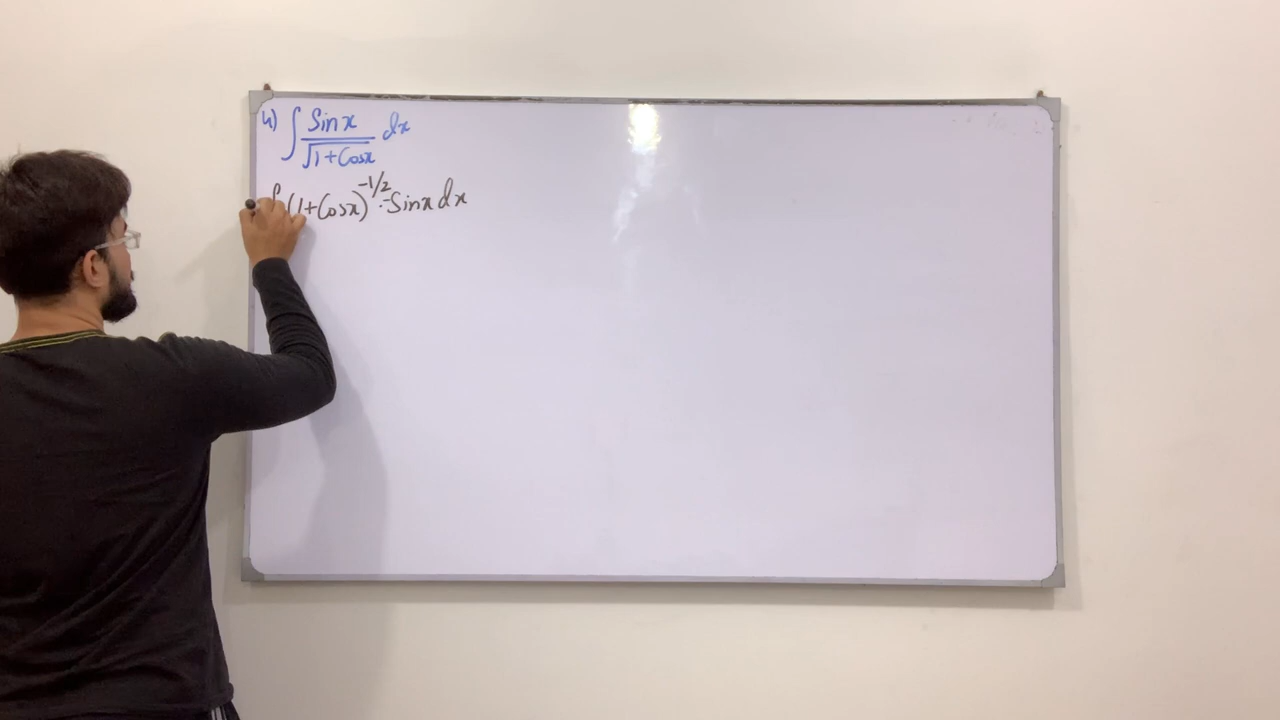 4) ∫ Sinx / √1+Cosx dx
∫ (1+Cosx)^-1/2 · -Sinx dx